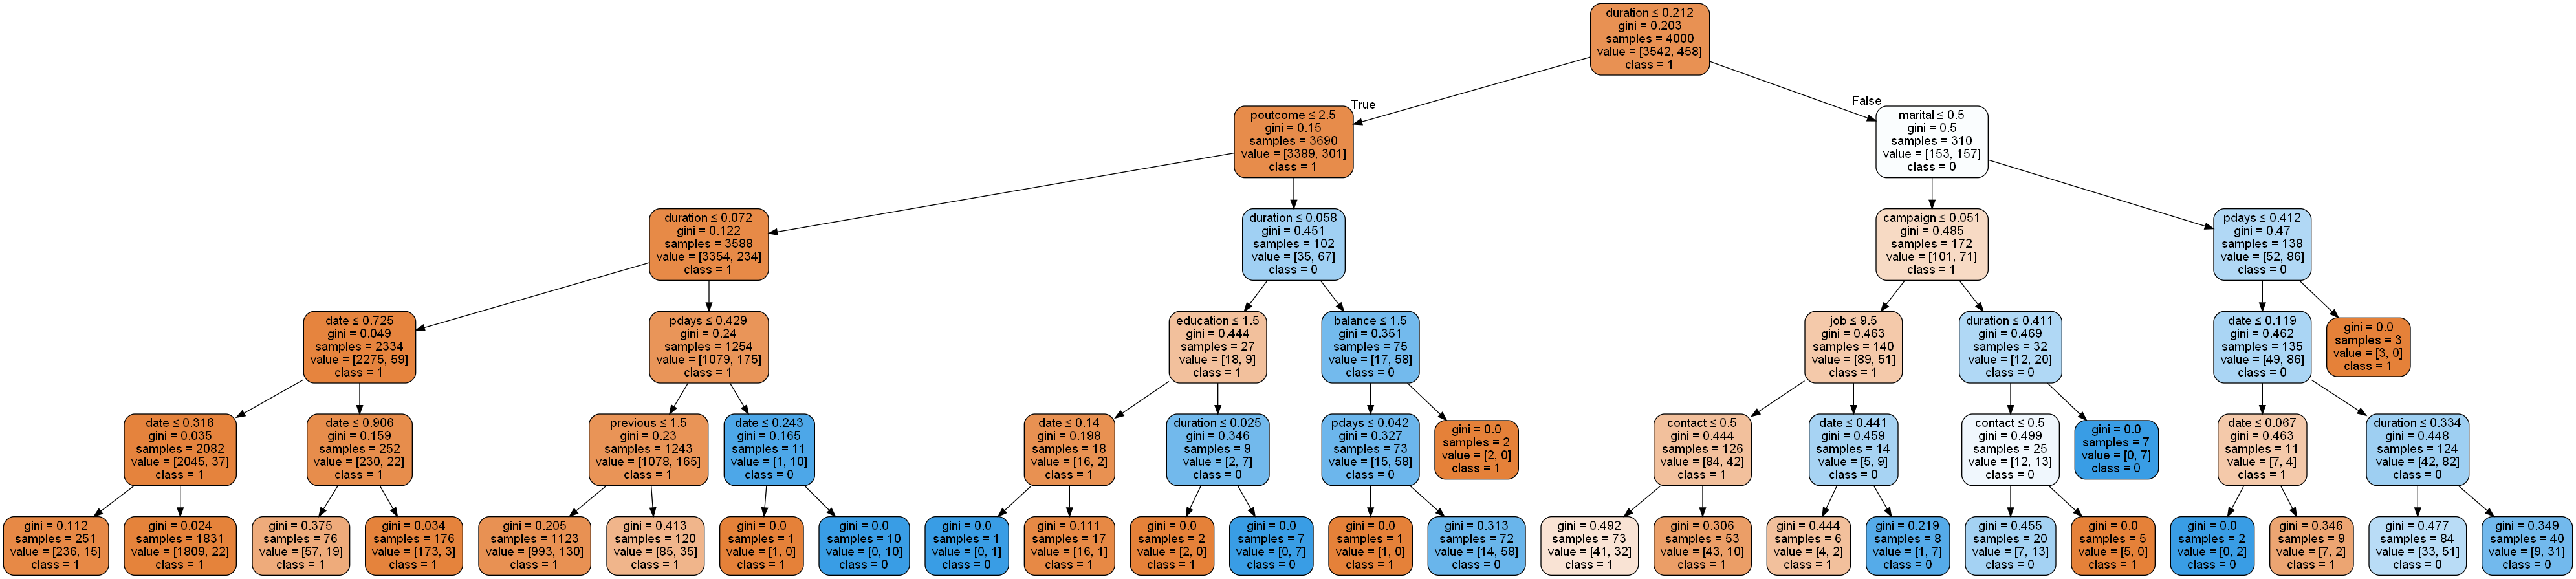 duration ≤ 0.212
gini = 0.203
samples = 4000
value = [3542, 458]
class = 1
True
False
poutcome ≤ 2.5
gini = 0.15
samples = 3690
value = [3389, 301]
class = 1
marital ≤ 0.5
gini = 0.5
samples = 310
value = [153, 157]
class = 0
duration ≤ 0.072
gini = 0.122
samples = 3588
value = [3354, 234]
class = 1
duration ≤ 0.058
gini = 0.451
samples = 102
value = [35, 67]
class = 0
campaign ≤ 0.051
gini = 0.485
samples = 172
value = [101, 71]
class = 1
pdays ≤ 0.412
gini = 0.47
samples = 138
value = [52, 86]
class = 0
date ≤ 0.725
gini = 0.049
samples = 2334
value = [2275, 59]
class = 1
pdays ≤ 0.429
gini = 0.24
samples = 1254
value = [1079, 175]
class = 1
education ≤ 1.5
gini = 0.444
samples = 27
value = [18, 9]
class = 1
balance ≤ 1.5
gini = 0.351
samples = 75
value = [17, 58]
class = 0
job ≤ 9.5
gini = 0.463
samples = 140
value = [89, 51]
class = 1
duration ≤ 0.411
gini = 0.469
samples = 32
value = [12, 20]
class = 0
date ≤ 0.119
gini = 0.462
samples = 135
value = [49, 86]
class = 0
gini = 0.0
samples = 3
value = [3, 0]
class = 1
date ≤ 0.316
gini = 0.035
samples = 2082
value = [2045, 37]
class = 1
date ≤ 0.906
gini = 0.159
samples = 252
value = [230, 22]
class = 1
previous ≤ 1.5
gini = 0.23
samples = 1243
value = [1078, 165]
class = 1
date ≤ 0.243
gini = 0.165
samples = 11
value = [1, 10]
class = 0
date ≤ 0.14
gini = 0.198
samples = 18
value = [16, 2]
class = 1
duration ≤ 0.025
gini = 0.346
samples = 9
value = [2, 7]
class = 0
pdays ≤ 0.042
gini = 0.327
samples = 73
value = [15, 58]
class = 0
gini = 0.0
samples = 2
value = [2, 0]
class = 1
contact ≤ 0.5
gini = 0.444
samples = 126
value = [84, 42]
class = 1
date ≤ 0.441
gini = 0.459
samples = 14
value = [5, 9]
class = 0
contact ≤ 0.5
gini = 0.499
samples = 25
value = [12, 13]
class = 0
gini = 0.0
samples = 7
value = [0, 7]
class = 0
date ≤ 0.067
gini = 0.463
samples = 11
value = [7, 4]
class = 1
duration ≤ 0.334
gini = 0.448
samples = 124
value = [42, 82]
class = 0
gini = 0.112
samples = 251
value = [236, 15]
class = 1
gini = 0.024
samples = 1831
value = [1809, 22]
class = 1
gini = 0.375
samples = 76
value = [57, 19]
class = 1
gini = 0.034
samples = 176
value = [173, 3]
class = 1
gini = 0.205
samples = 1123
value = [993, 130]
class = 1
gini = 0.413
samples = 120
value = [85, 35]
class = 1
gini = 0.0
samples = 1
value = [1, 0]
class = 1
gini = 0.0
samples = 10
value = [0, 10]
class = 0
gini = 0.0
samples = 1
value = [0, 1]
class = 0
gini = 0.111
samples = 17
value = [16, 1]
class = 1
gini = 0.0
samples = 2
value = [2, 0]
class = 1
gini = 0.0
samples = 7
value = [0, 7]
class = 0
gini = 0.0
samples = 1
value = [1, 0]
class = 1
gini = 0.313
samples = 72
value = [14, 58]
class = 0
gini = 0.492
samples = 73
value = [41, 32]
class = 1
gini = 0.306
samples = 53
value = [43, 10]
class = 1
gini = 0.444
samples = 6
value = [4, 2]
class = 1
gini = 0.219
samples = 8
value = [1, 7]
class = 0
gini = 0.455
samples = 20
value = [7, 13]
class = 0
gini = 0.0
samples = 5
value = [5, 0]
class = 1
gini = 0.0
samples = 2
value = [0, 2]
class = 0
gini = 0.346
samples = 9
value = [7, 2]
class = 1
gini = 0.477
samples = 84
value = [33, 51]
class = 0
gini = 0.349
samples = 40
value = [9, 31]
class = 0